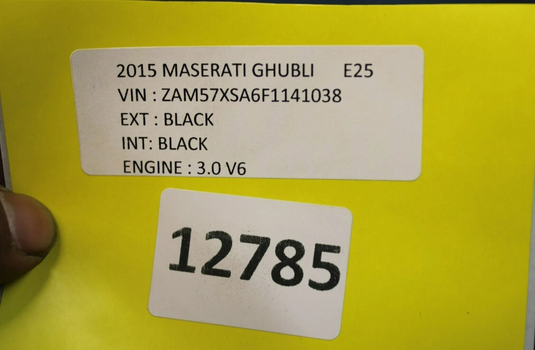 2015 MASERATI GHUBLI E25
VIN : ZAM57XSA6F1141038
EXT : BLACK
INT: BLACK
ENGINE : 3.0 V6
12785